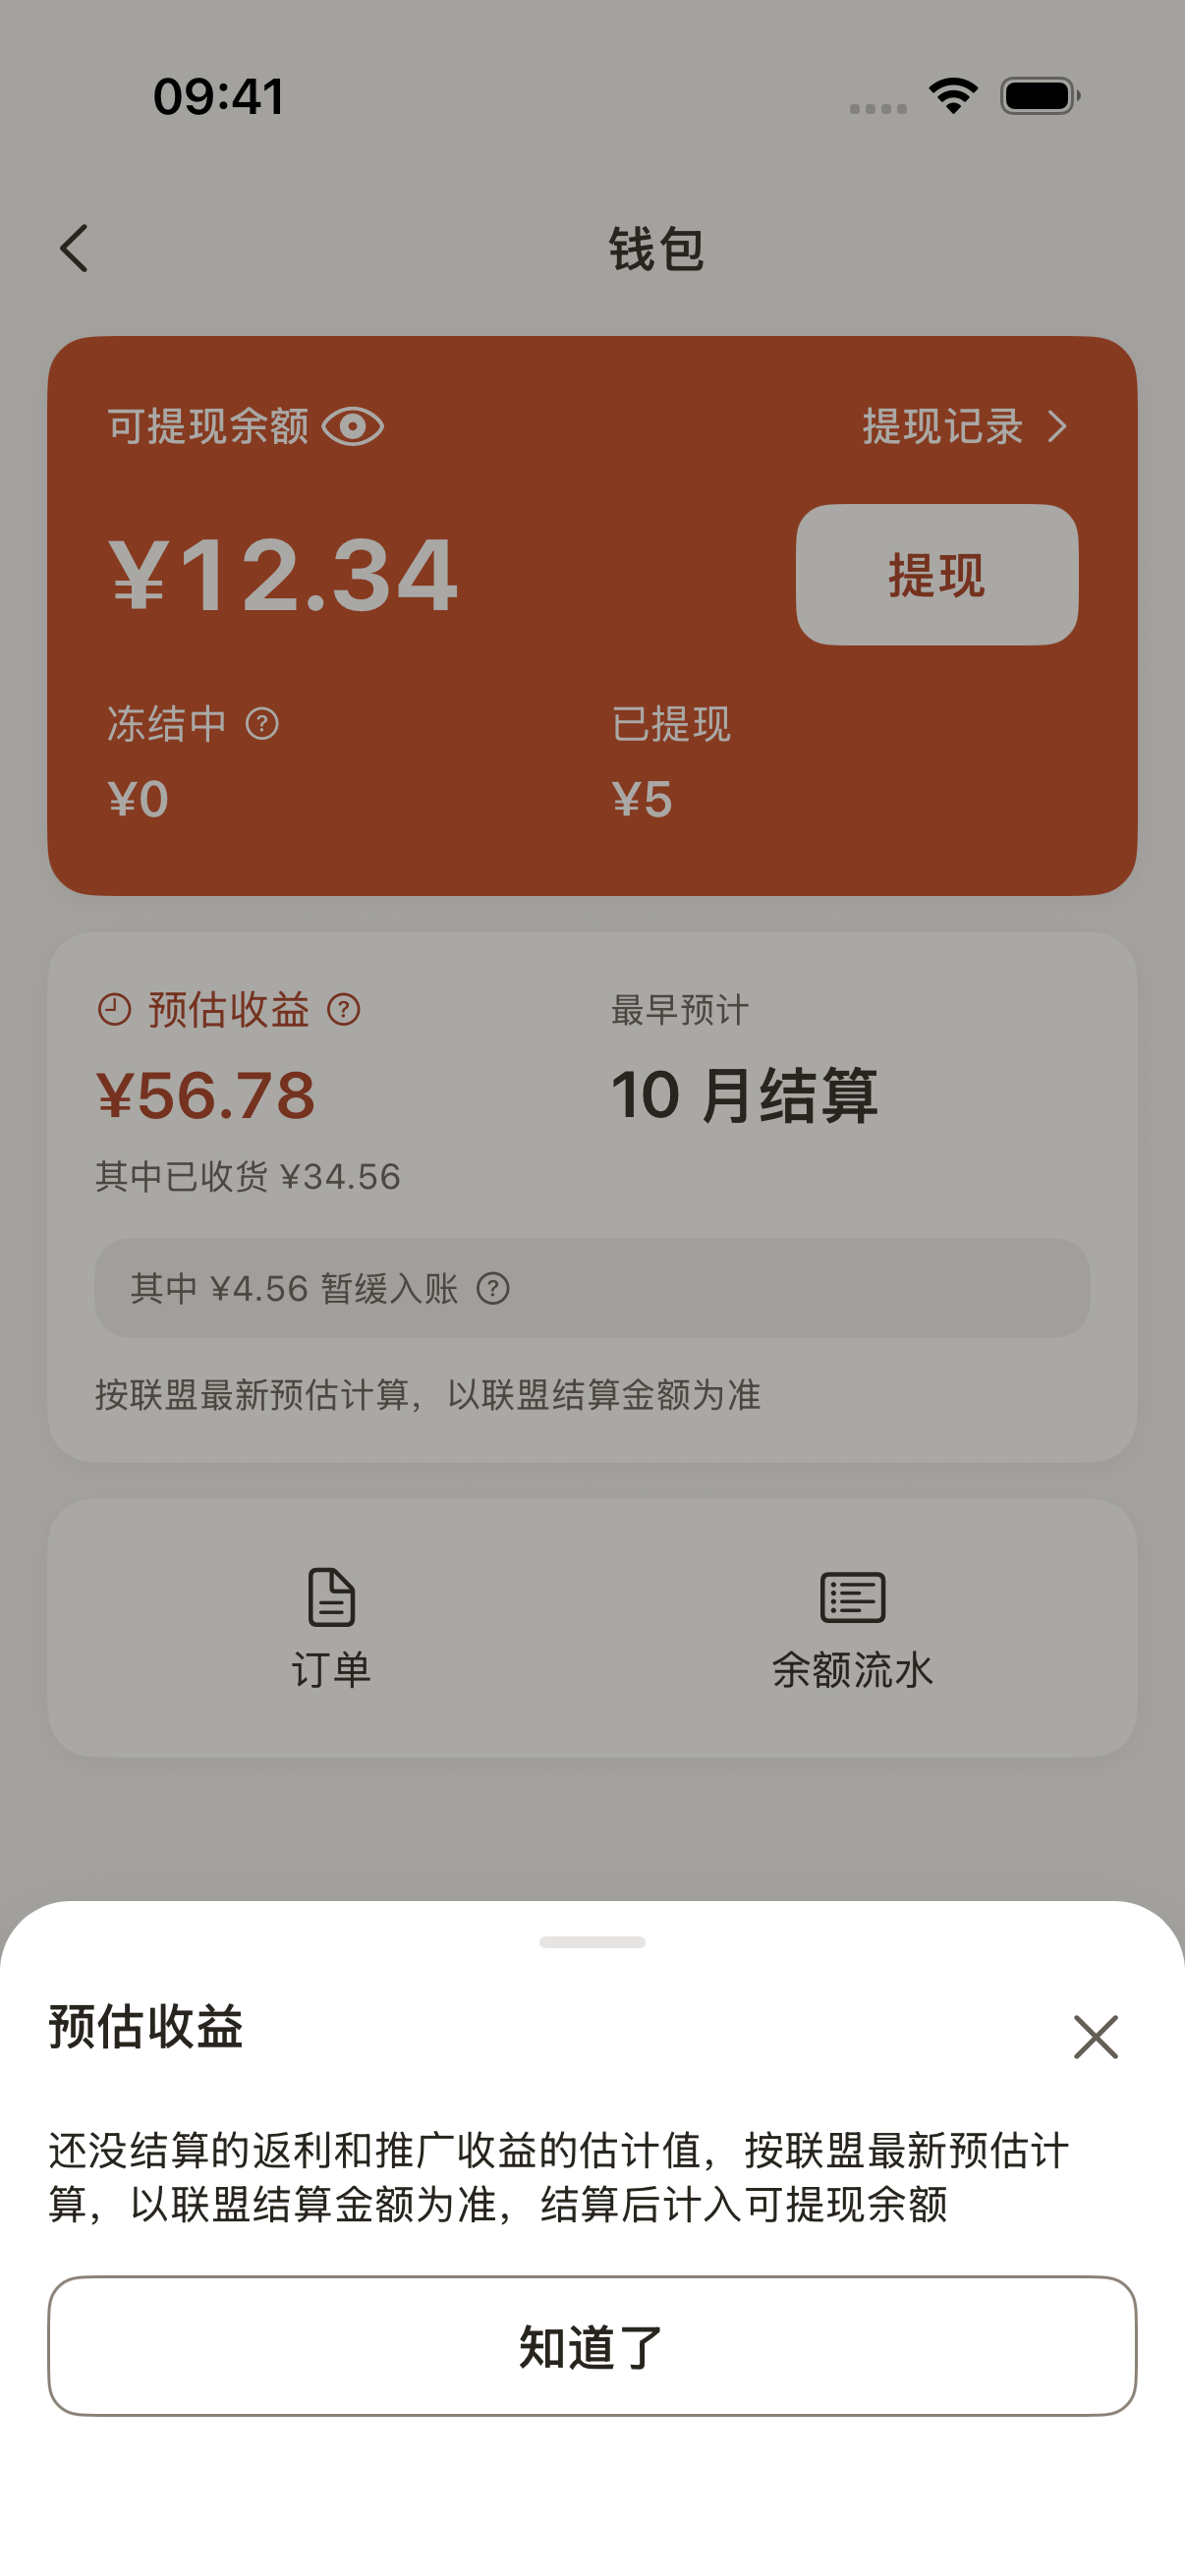 09:41
钱包
可提现余额
提现记录
¥12.34
提现
冻结中 ?
已提现
¥0
¥5
预估收益 ?
最早预计
¥56.78
10 月结算
其中已收货 ¥34.56
其中 ¥4.56 暂缓入账 ?
按联盟最新预估计算，以联盟结算金额为准
订单
余额流水
预估收益
还没结算的返利和推广收益的估计值，按联盟最新预估计
算，以联盟结算金额为准，结算后计入可提现余额
知道了